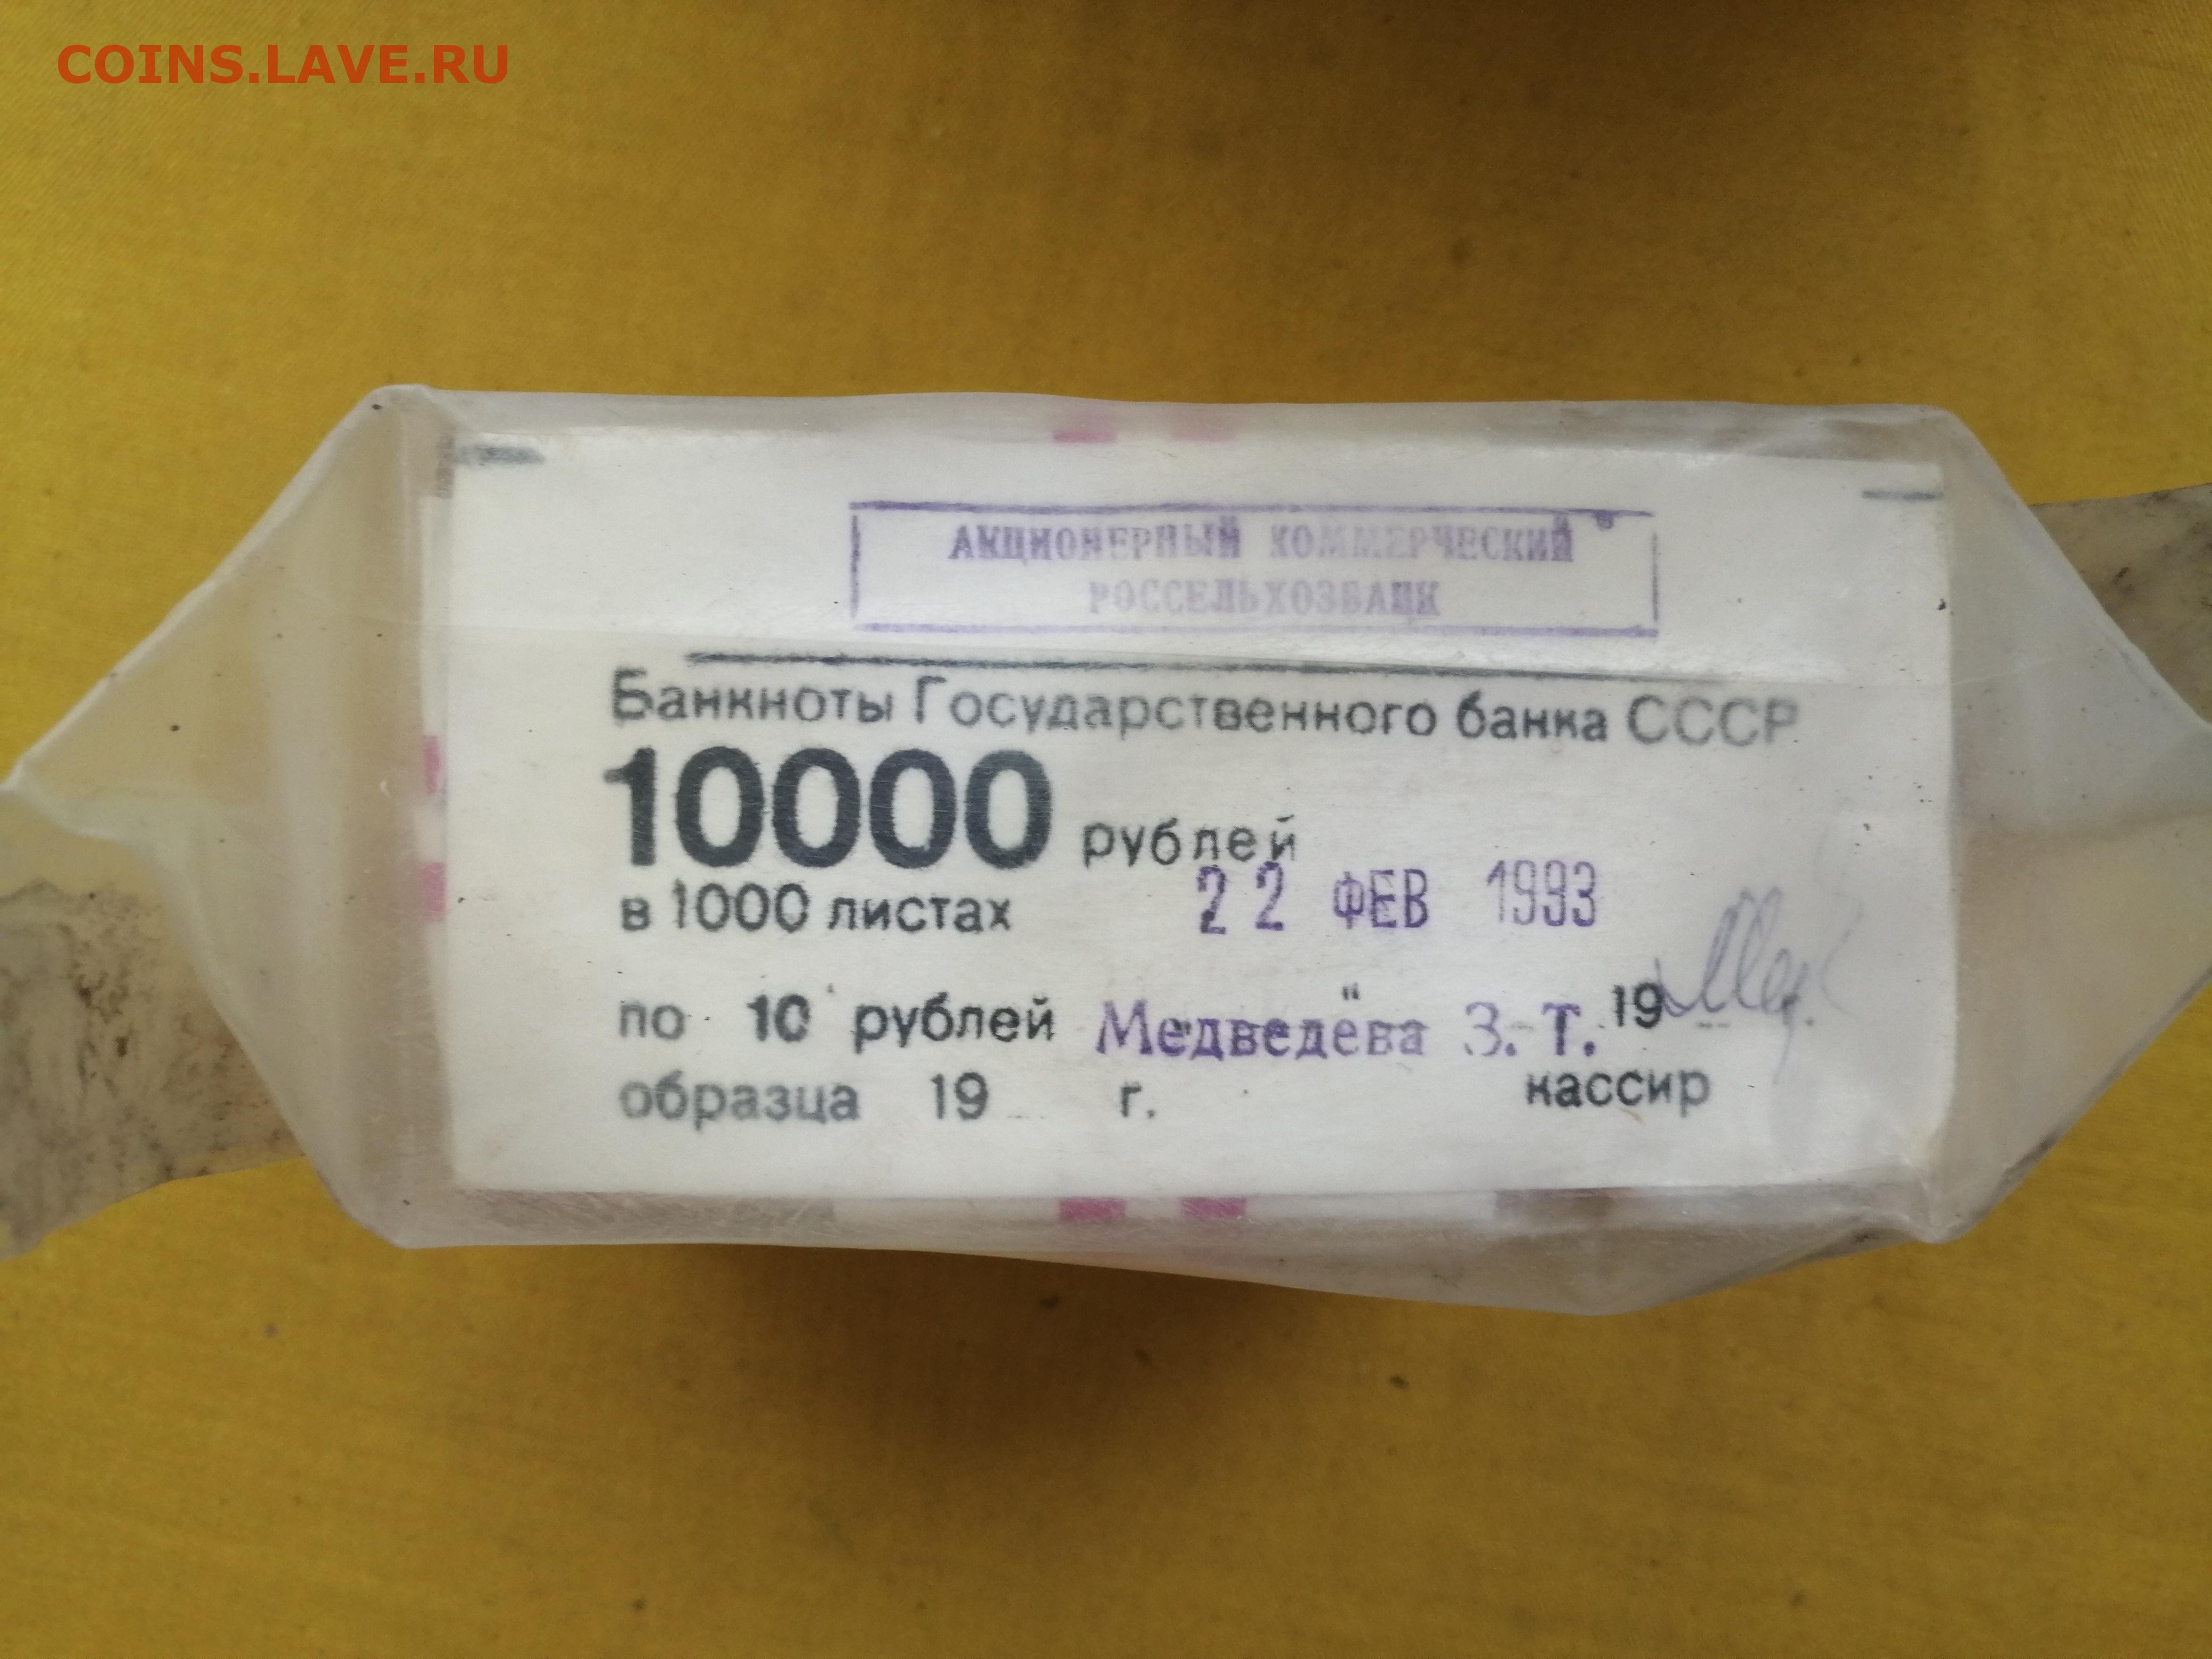 COINS.LAVE.RU
АКЦИОНЕРНЫЙ КОММЕРЧЕСКИЙ
РОССЕЛЬХОЗБАНК
Банкноты Государственного банка СССР
10000 рублей
в 1000 листах 22 ФЕВ 1993
по 10 рублей Медведева З. Т. 19
образца 19 г. кассир